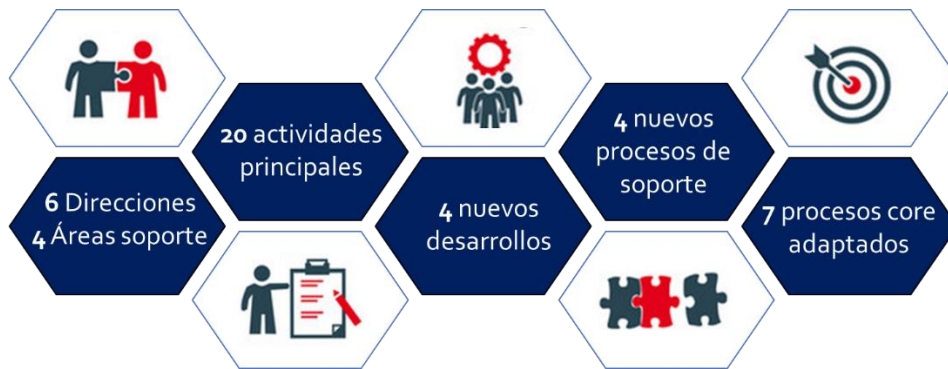 6 Direcciones
4 Áreas soporte
20 actividades
principales
4 nuevos
desarrollos
4 nuevos
procesos de
soporte
7 procesos core
adaptados